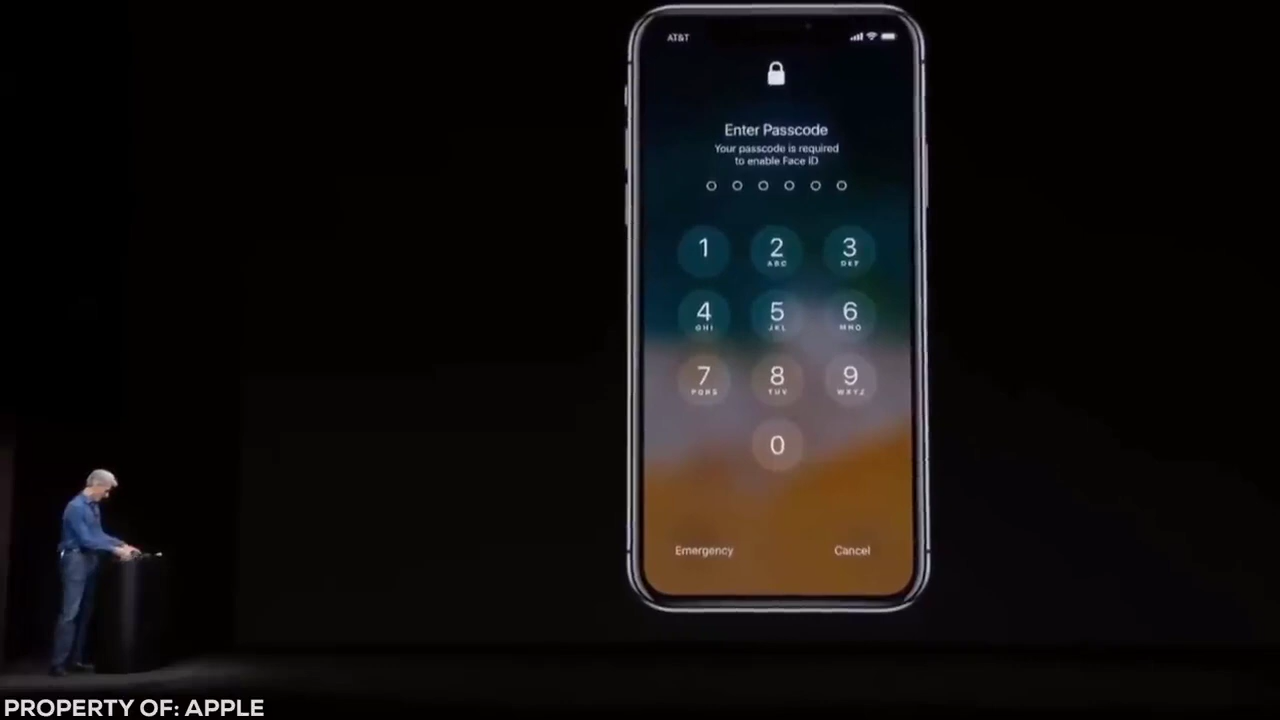 AT&T
Enter Passcode
Your passcode is required
to enable Face ID
1 2 3
ABC DEF
4 5 6
GHI JKL MNO
7 8 9
PQRS TUV WXYZ
0
Emergency Cancel
PROPERTY OF: APPLE